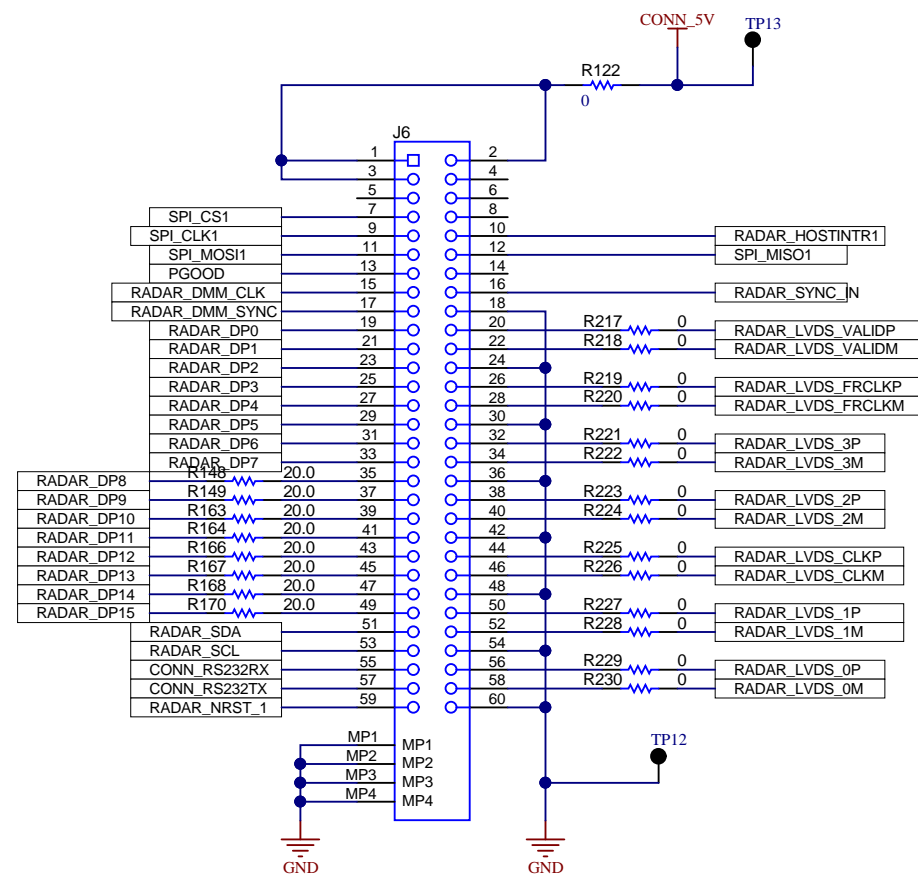 CONN_5V
TP13
R122
0
J6
1 2
3 4
5 6
SPI_CS1 7 8
SPI_CLK1 9 10 RADAR_HOSTINTR1
SPI_MOSI1 11 12 SPI_MISO1
PGOOD 13 14
RADAR_DMM_CLK 15 16 RADAR_SYNC_IN
RADAR_DMM_SYNC 17 18
RADAR_DP0 19 20 R217 0 RADAR_LVDS_VALIDP
RADAR_DP1 21 22 R218 0 RADAR_LVDS_VALIDM
RADAR_DP2 23 24
RADAR_DP3 25 26 R219 0 RADAR_LVDS_FRCLKP
RADAR_DP4 27 28 R220 0 RADAR_LVDS_FRCLKM
RADAR_DP5 29 30
RADAR_DP6 31 32 R221 0 RADAR_LVDS_3P
RADAR_DP7 33 34 R222 0 RADAR_LVDS_3M
RADAR_DP8 R148 20.0 35 36
RADAR_DP9 R149 20.0 37 38 R223 0 RADAR_LVDS_2P
RADAR_DP10 R163 20.0 39 40 R224 0 RADAR_LVDS_2M
RADAR_DP11 R164 20.0 41 42
RADAR_DP12 R166 20.0 43 44 R225 0 RADAR_LVDS_CLKP
RADAR_DP13 R167 20.0 45 46 R226 0 RADAR_LVDS_CLKM
RADAR_DP14 R168 20.0 47 48
RADAR_DP15 R170 20.0 49 50 R227 0 RADAR_LVDS_1P
RADAR_SDA 51 52 R228 0 RADAR_LVDS_1M
RADAR_SCL 53 54
CONN_RS232RX 55 56 R229 0 RADAR_LVDS_0P
CONN_RS232TX 57 58 R230 0 RADAR_LVDS_0M
RADAR_NRST_1 59 60
MP1 MP1
MP2 MP2
MP3 MP3
MP4 MP4
TP12
GND GND